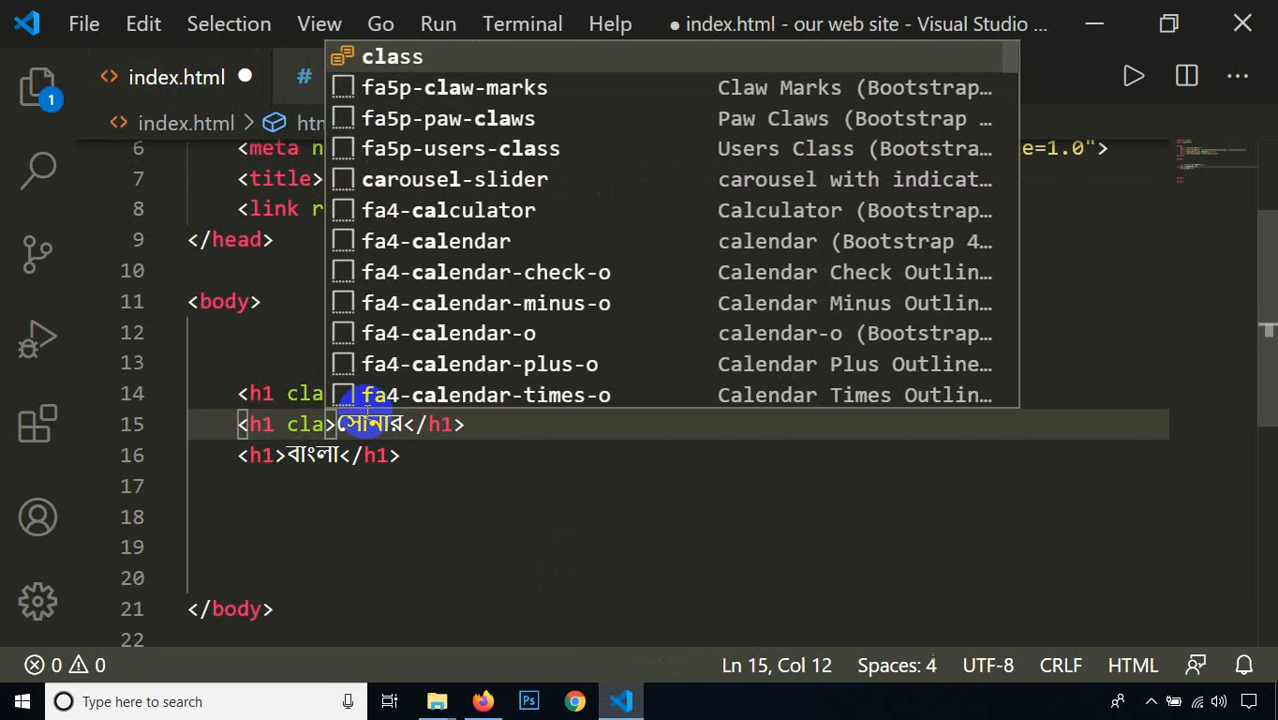 File Edit Selection View Go Run Terminal Help ● index.html - our web site - Visual Studio ...
<> index.html ● #
<> index.html > htm
class
fa5p-claw-marks Claw Marks (Bootstrap…
fa5p-paw-claws Paw Claws (Bootstrap …
fa5p-users-class Users Class (Bootstrap…
carousel-slider carousel with indicat…
fa4-calculator Calculator (Bootstrap…
fa4-calendar calendar (Bootstrap 4…
fa4-calendar-check-o Calendar Check Outlin…
fa4-calendar-minus-o Calendar Minus Outlin…
fa4-calendar-o calendar-o (Bootstrap…
fa4-calendar-plus-o Calendar Plus Outline…
fa4-calendar-times-o Calendar Times Outlin…
6 <meta n e=1.0">
7 <title>
8 <link r
9 </head>
10
11 <body>
12
13
14 <h1 cla
15 <h1 cla>সোনার</h1>
16 <h1>বাংলা</h1>
17
18
19
20
21 </body>
22
1
0 0 Ln 15, Col 12 Spaces: 4 UTF-8 CRLF HTML
Type here to search Ps